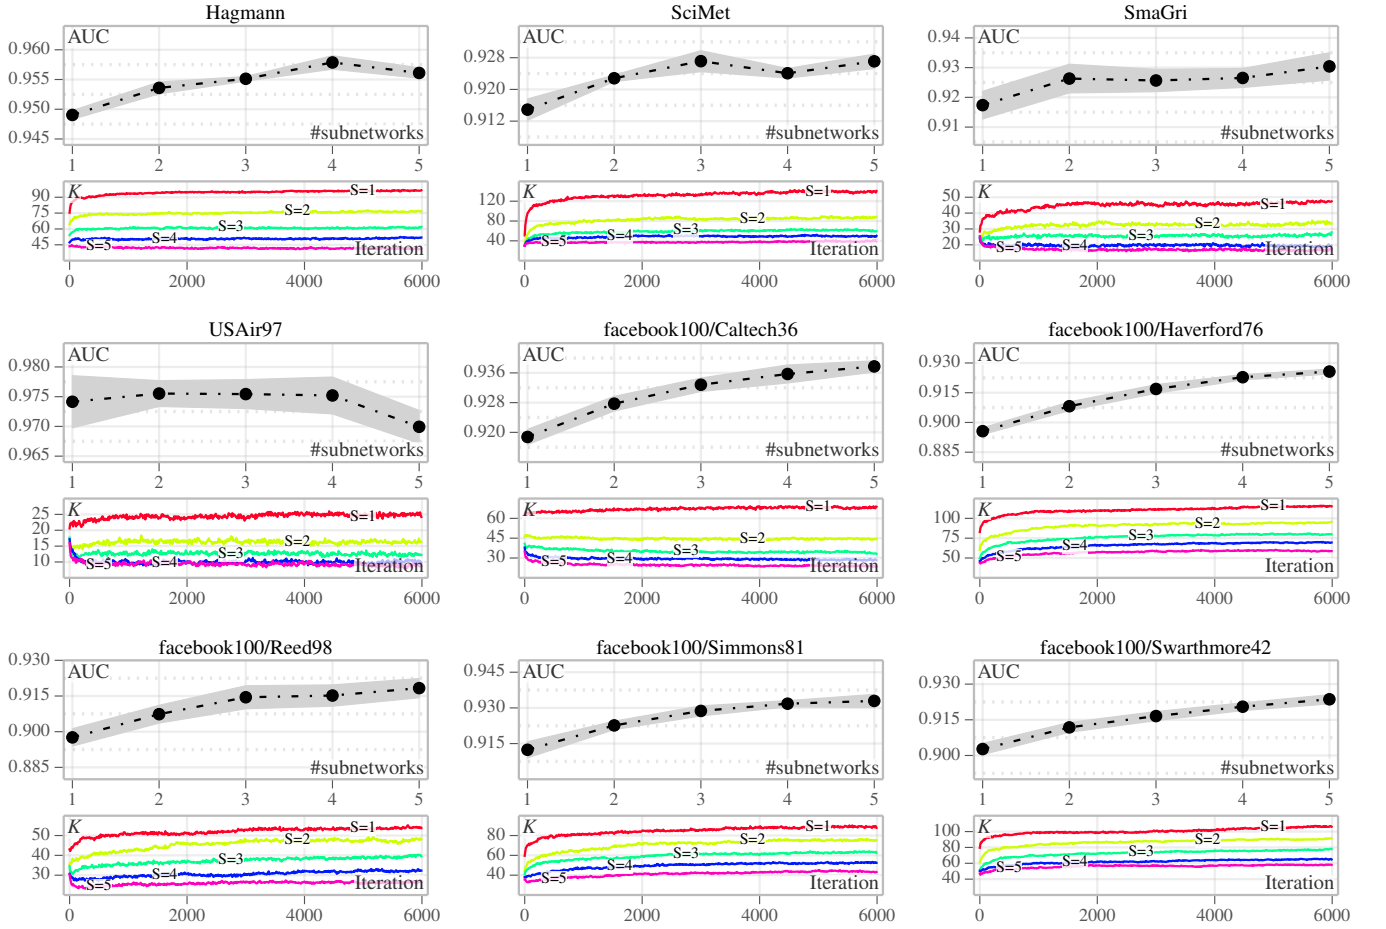 Hagmann
AUC
0.960
0.955
0.950
0.945
#subnetworks
1 2 3 4 5
K
90
75
60
45
S=1
S=2
S=3
S=4
S=5
Iteration
0 2000 4000 6000
SciMet
AUC
0.928
0.920
0.912
#subnetworks
1 2 3 4 5
K
120
80
40
S=1
S=2
S=3
S=4
S=5
Iteration
0 2000 4000 6000
SmaGri
AUC
0.94
0.93
0.92
0.91
#subnetworks
1 2 3 4 5
K
50
40
30
20
S=1
S=2
S=3
S=4
S=5
Iteration
0 2000 4000 6000
USAir97
AUC
0.980
0.975
0.970
0.965
#subnetworks
1 2 3 4 5
K
25
20
15
10
S=1
S=2
S=3
S=4
S=5
Iteration
0 2000 4000 6000
facebook100/Caltech36
AUC
0.936
0.928
0.920
#subnetworks
1 2 3 4 5
K
60
45
30
S=1
S=2
S=3
S=4
S=5
Iteration
0 2000 4000 6000
facebook100/Haverford76
AUC
0.930
0.915
0.900
0.885
#subnetworks
1 2 3 4 5
K
100
75
50
S=1
S=2
S=3
S=4
S=5
Iteration
0 2000 4000 6000
facebook100/Reed98
AUC
0.930
0.915
0.900
0.885
#subnetworks
1 2 3 4 5
K
50
40
30
S=1
S=2
S=3
S=4
S=5
Iteration
0 2000 4000 6000
facebook100/Simmons81
AUC
0.945
0.930
0.915
#subnetworks
1 2 3 4 5
K
80
60
40
S=1
S=2
S=3
S=4
S=5
Iteration
0 2000 4000 6000
facebook100/Swarthmore42
AUC
0.930
0.915
0.900
#subnetworks
1 2 3 4 5
K
100
80
60
40
S=1
S=2
S=3
S=4
S=5
Iteration
0 2000 4000 6000